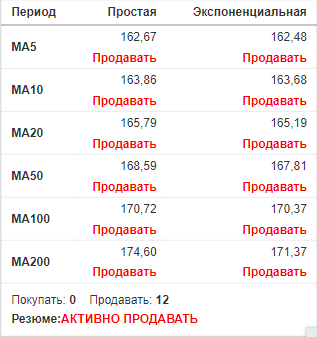 Период Простая Экспоненциальная
MA5 162,67 162,48
Продавать Продавать
MA10 163,86 163,68
Продавать Продавать
MA20 165,79 165,19
Продавать Продавать
MA50 168,59 167,81
Продавать Продавать
MA100 170,72 170,37
Продавать Продавать
MA200 174,60 171,37
Продавать Продавать
Покупать: 0 Продавать: 12
Резюме:АКТИВНО ПРОДАВАТЬ